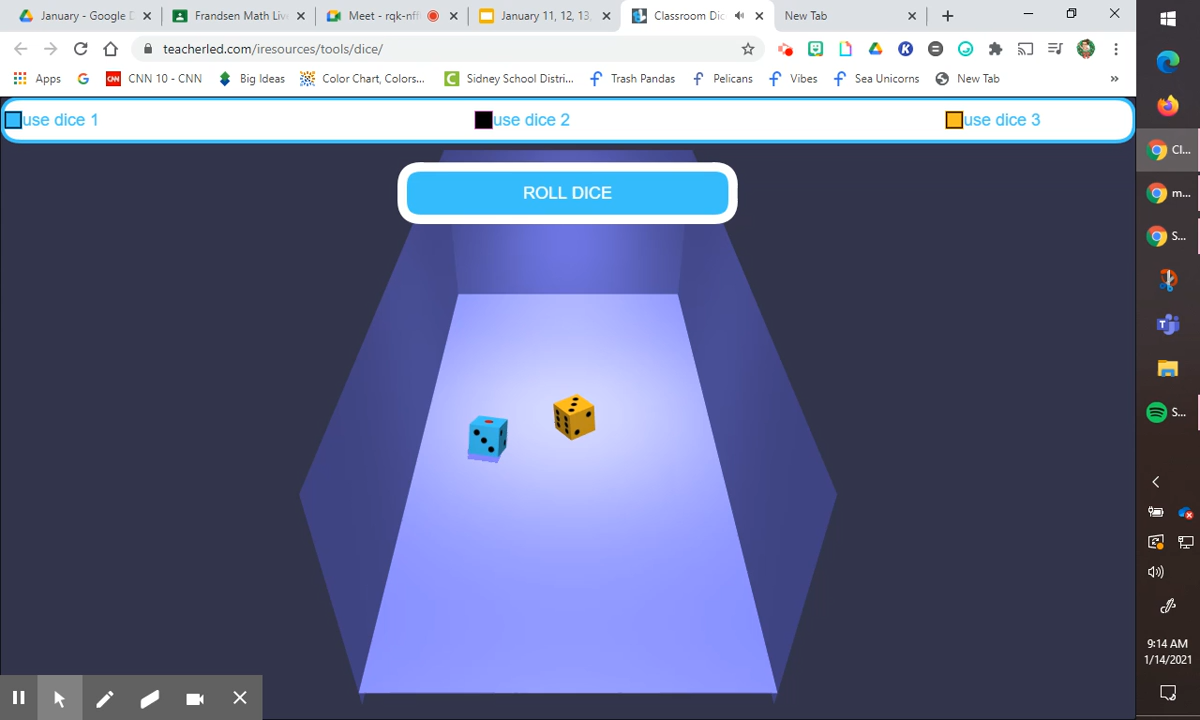 January - Google D
Frandsen Math Live
Meet - rqk-nff
January 11, 12, 13,
Classroom Dic
New Tab
teacherled.com/iresources/tools/dice/
Apps
CNN 10 - CNN
Big Ideas
Color Chart, Colors...
Sidney School Distri...
Trash Pandas
Pelicans
Vibes
Sea Unicorns
New Tab
»
use dice 1
use dice 2
use dice 3
ROLL DICE
Cl...
m...
S...
S...
9:14 AM
1/14/2021